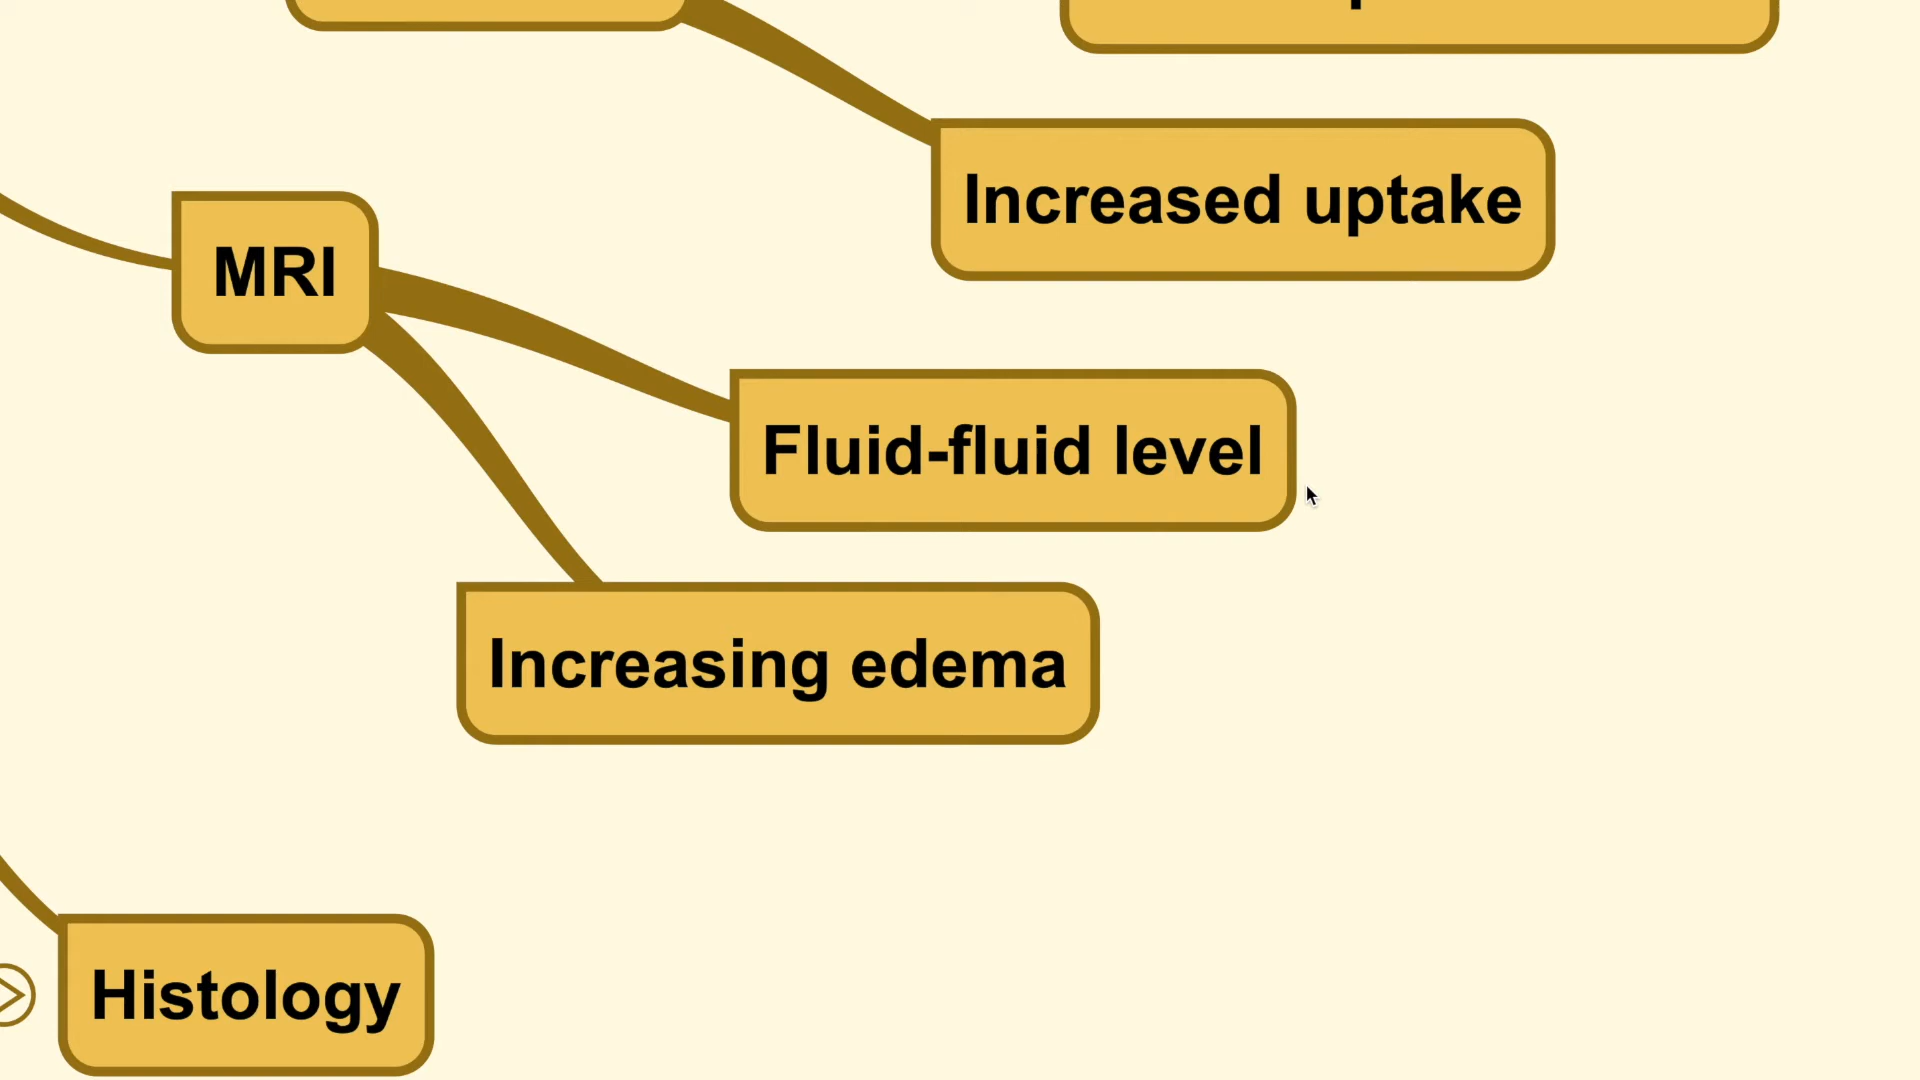 Increased uptake
MRI
Fluid-fluid level
Increasing edema
Histology